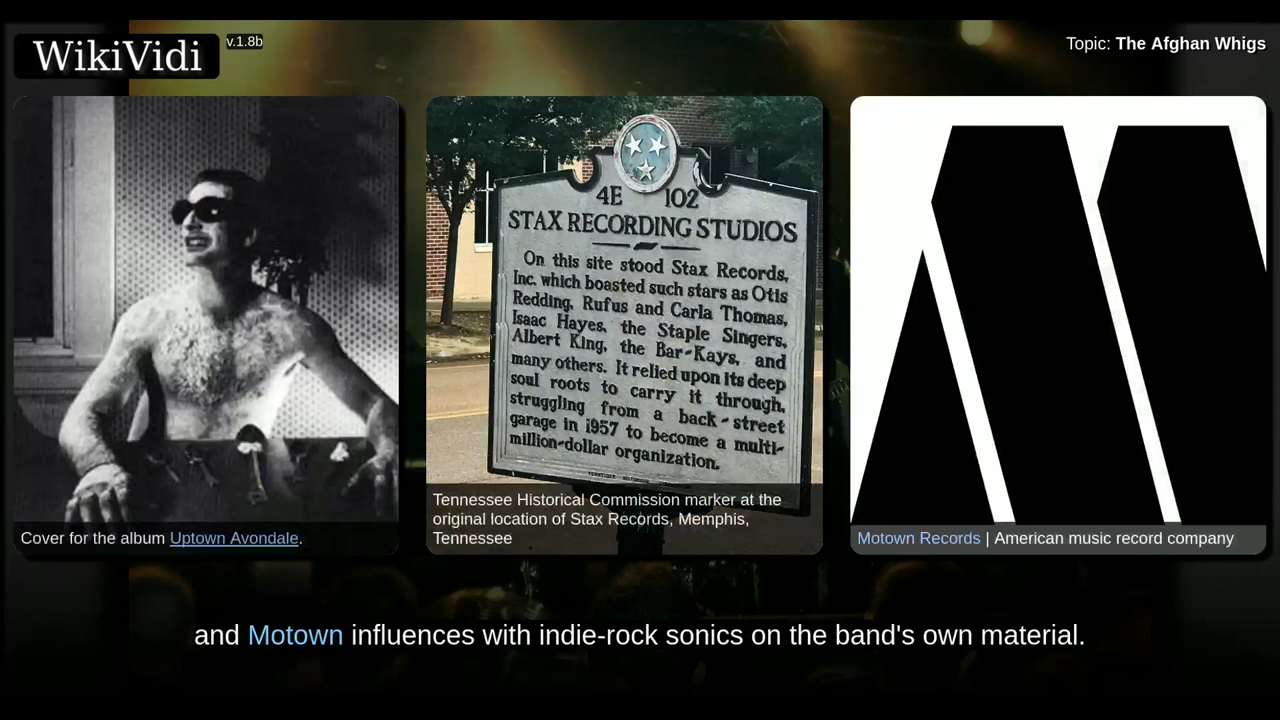 WikiVidi
v.1.8b
Topic: The Afghan Whigs
4E 102
STAX RECORDING STUDIOS
On this site stood Stax Records,
Inc. which boasted such stars as Otis
Redding, Rufus and Carla Thomas,
Isaac Hayes, the Staple Singers,
Albert King, the Bar-Kays, and
many others. It relied upon its deep
soul roots to carry it through,
struggling from a back-street
garage in 1957 to become a multi-
million-dollar organization.
Cover for the album Uptown Avondale.
Tennessee Historical Commission marker at the
original location of Stax Records, Memphis,
Tennessee
Motown Records | American music record company
and Motown influences with indie-rock sonics on the band's own material.